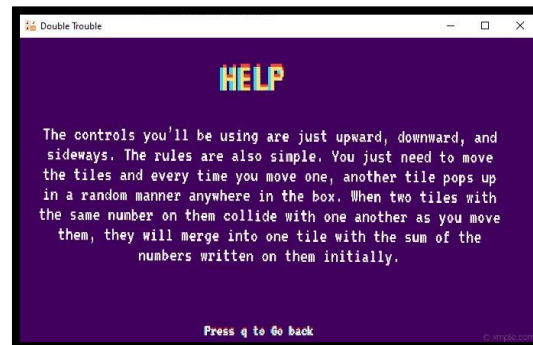 Double Trouble
HELP
The controls you'll be using are just upward, downward, and
sideways. The rules are also simple. You just need to move
the tiles and every time you move one, another tile pops up
in a random manner anywhere in the box. When two tiles with
the same number on them collide with one another as you move
them, they will merge into one tile with the sum of the
numbers written on them initially.
Press q to Go back
© xmple.com